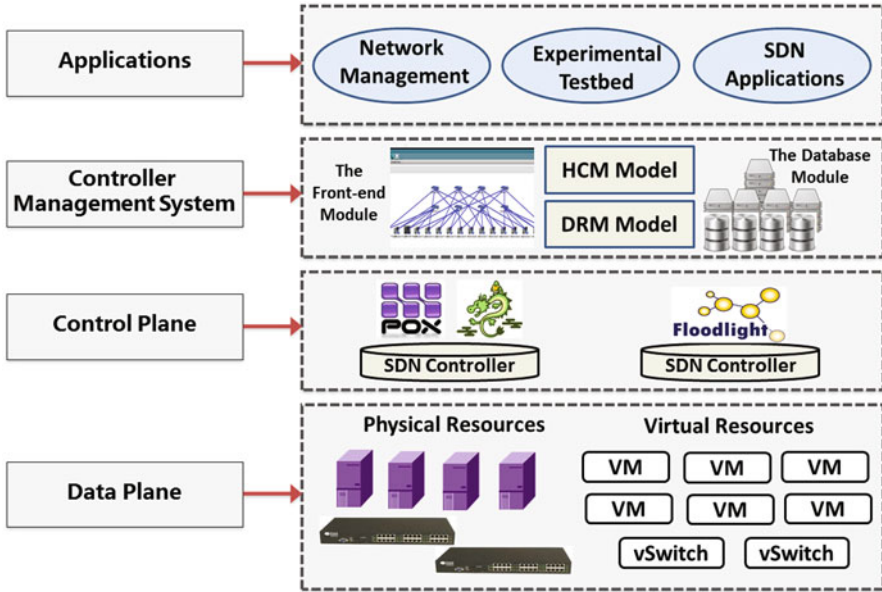 Applications
Network
Management
Experimental
Testbed
SDN
Applications
Controller
Management System
The
Front-end
Module
HCM Model
DRM Model
The Database
Module
Control Plane
POX
Floodlight
SDN Controller
SDN Controller
Data Plane
Physical Resources
Virtual Resources
VM
VM
VM
VM
VM
VM
vSwitch
vSwitch